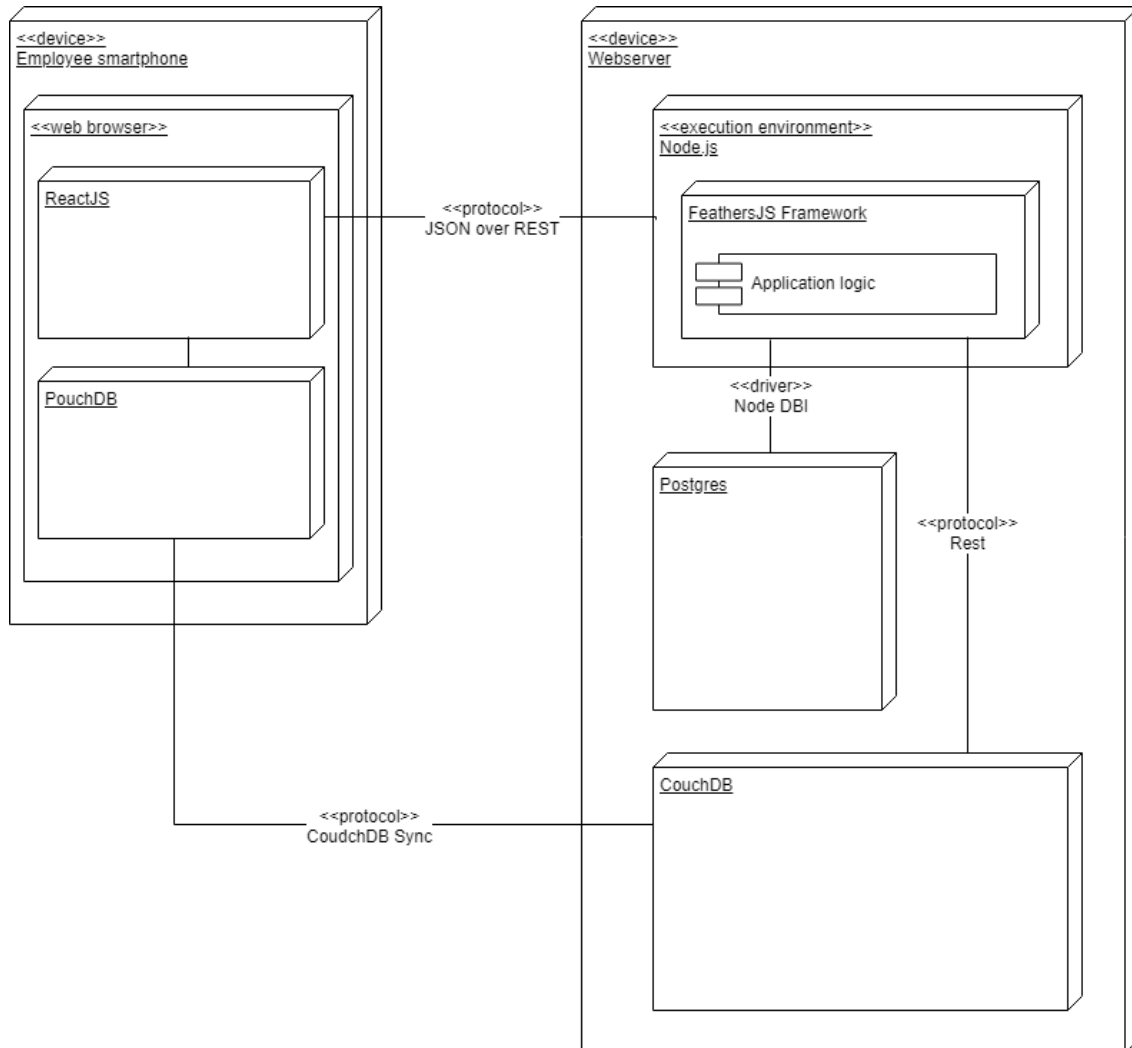 <<device>>
Employee smartphone
<<web browser>>
ReactJS
PouchDB
<<protocol>>
JSON over REST
<<device>>
Webserver
<<execution environment>>
Node.js
FeathersJS Framework
Application logic
<<driver>>
Node DBI
Postgres
<<protocol>>
Rest
CouchDB
<<protocol>>
CoudchDB Sync